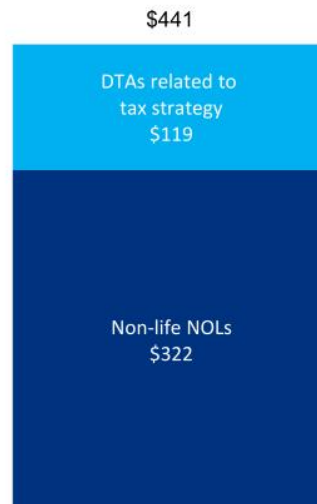 $441
DTAs related to
tax strategy
$119
Non-life NOLs
$322